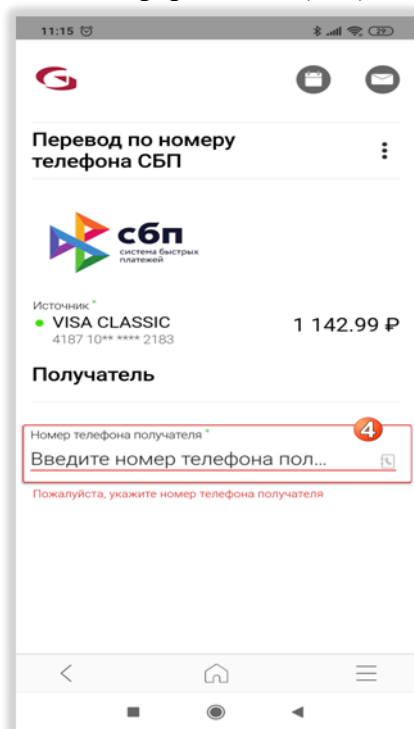 11:15
29
G
Перевод по номеру
телефона СБП
сбп
система быстрых
платежей
Источник *
VISA CLASSIC
1 142.99 ₽
4187 10** **** 2183
Получатель
4
Номер телефона получателя *
Введите номер телефона пол...
Пожалуйста, укажите номер телефона получателя